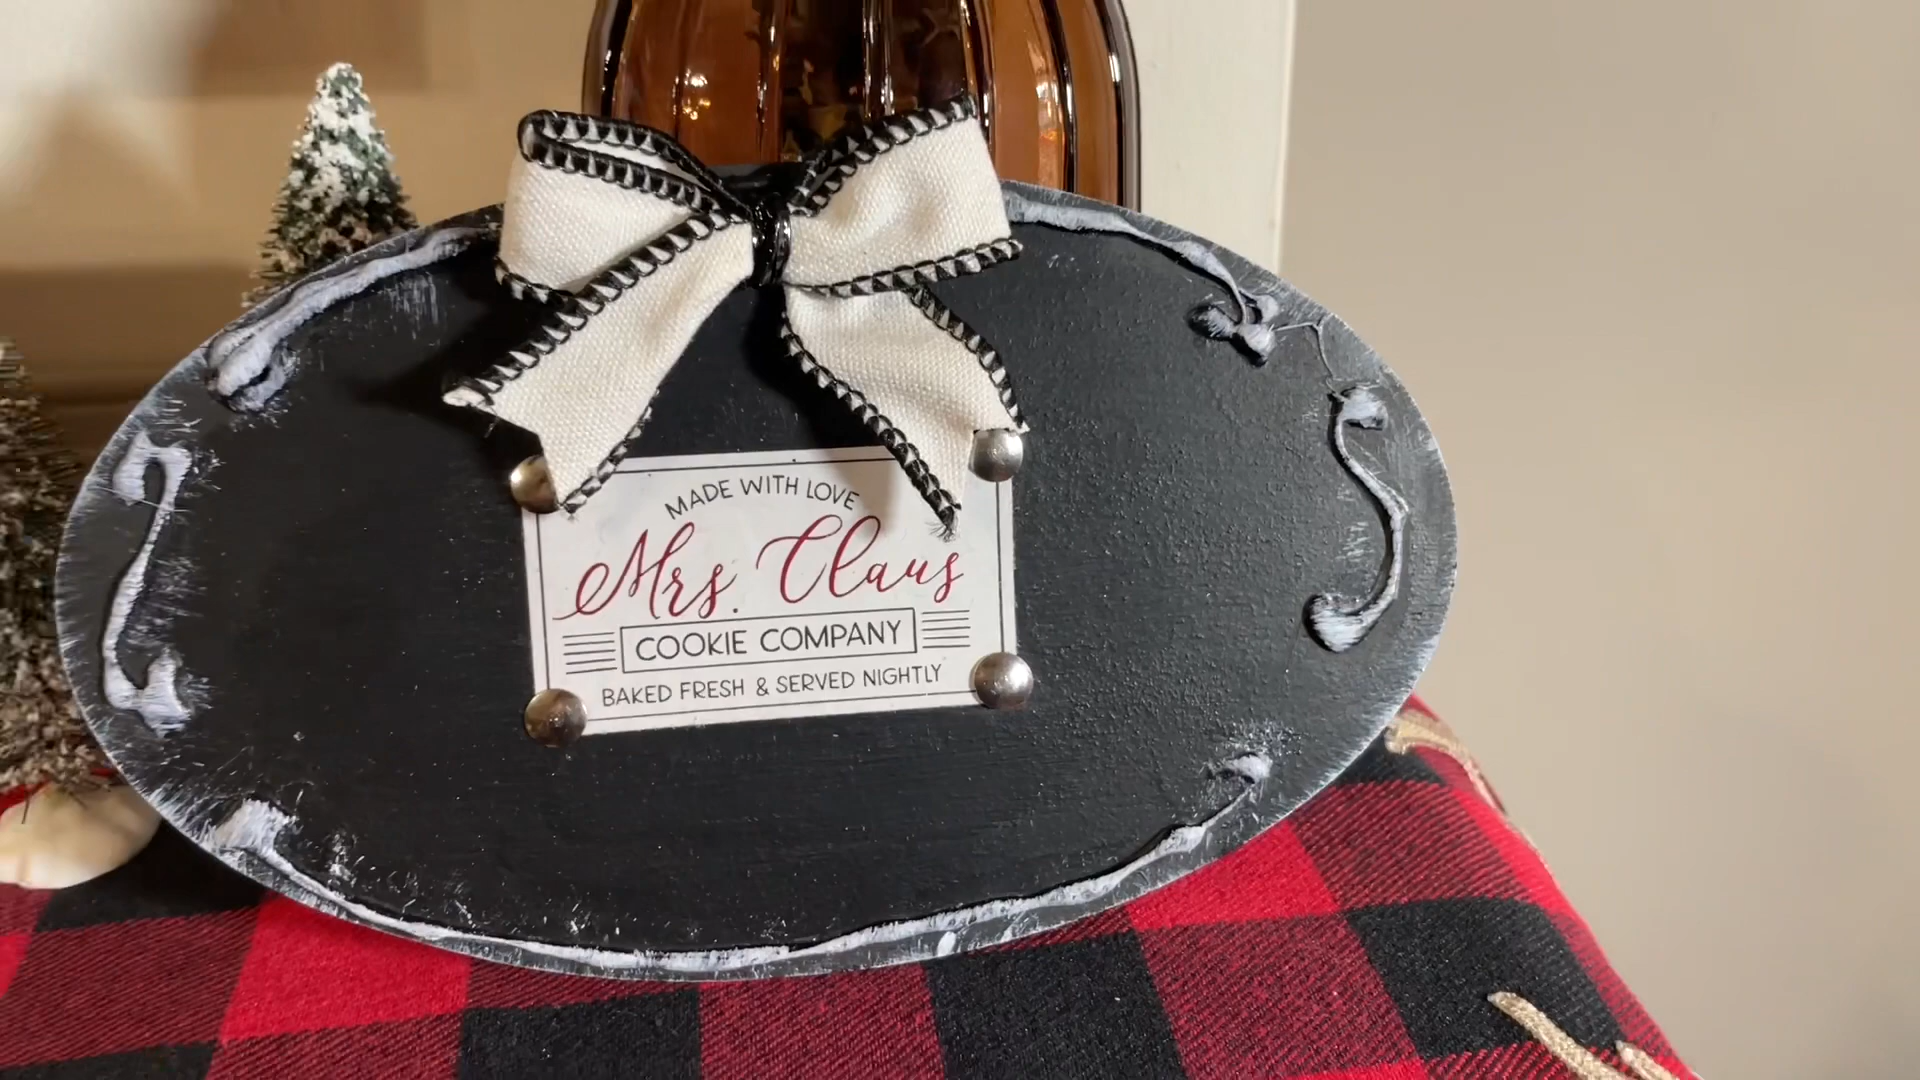 MADE WITH LOVE
Mrs. Claus
COOKIE COMPANY
BAKED FRESH & SERVED NIGHTLY